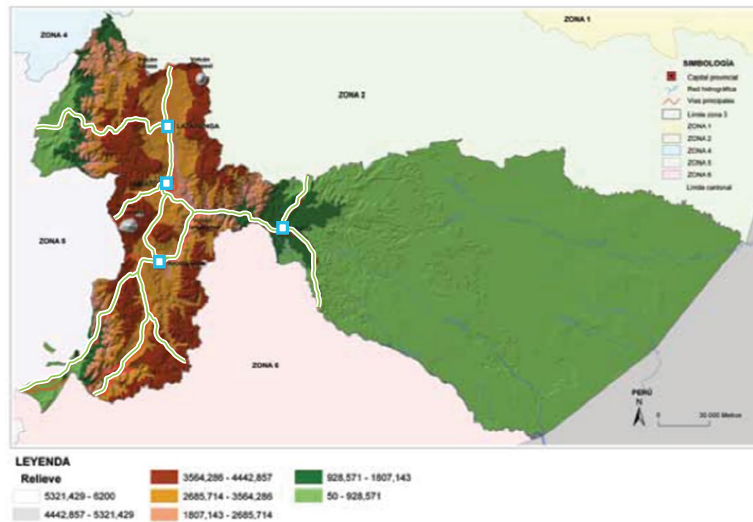 ZONA 1
ZONA 4
ZONA 2
ZONA 5
ZONA 6
SIMBOLOGÍA
Capital provincial
Red hidrográfica
Vías principales
Límite zona 3
ZONA 1
ZONA 2
ZONA 4
ZONA 5
ZONA 6
Límite cantonal
PERÚ
N
0 30.000 Metros
LEYENDA
Relieve
5321,429 - 6200
4442,857 - 5321,429
3564,286 - 4442,857
2685,714 - 3564,286
1807,143 - 2685,714
928,571 - 1807,143
50 - 928,571